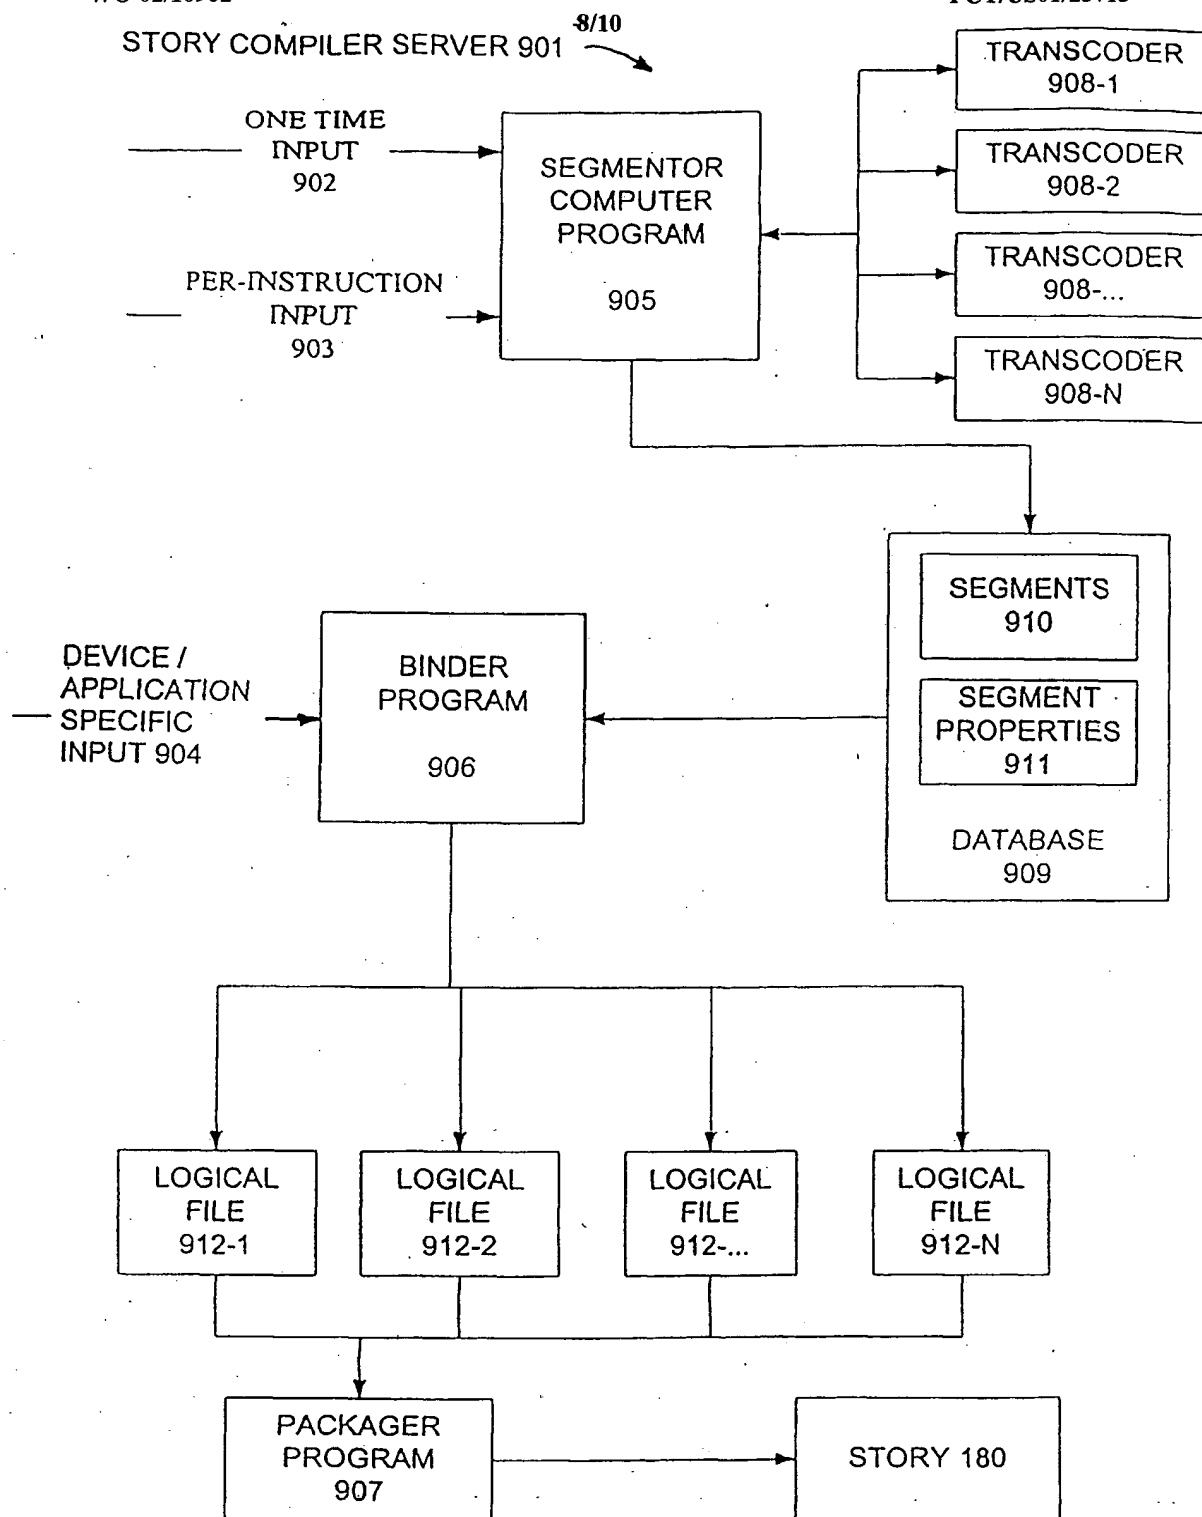 8/10
STORY COMPILER SERVER 901
ONE TIME
INPUT
902
PER-INSTRUCTION
INPUT
903
SEGMENTOR
COMPUTER
PROGRAM
905
TRANSCODER
908-1
TRANSCODER
908-2
TRANSCODER
908-...
TRANSCODER
908-N
SEGMENTS
910
SEGMENT
PROPERTIES
911
DATABASE
909
DEVICE /
APPLICATION
SPECIFIC
INPUT 904
BINDER
PROGRAM
906
LOGICAL
FILE
912-1
LOGICAL
FILE
912-2
LOGICAL
FILE
912-...
LOGICAL
FILE
912-N
PACKAGER
PROGRAM
907
STORY 180